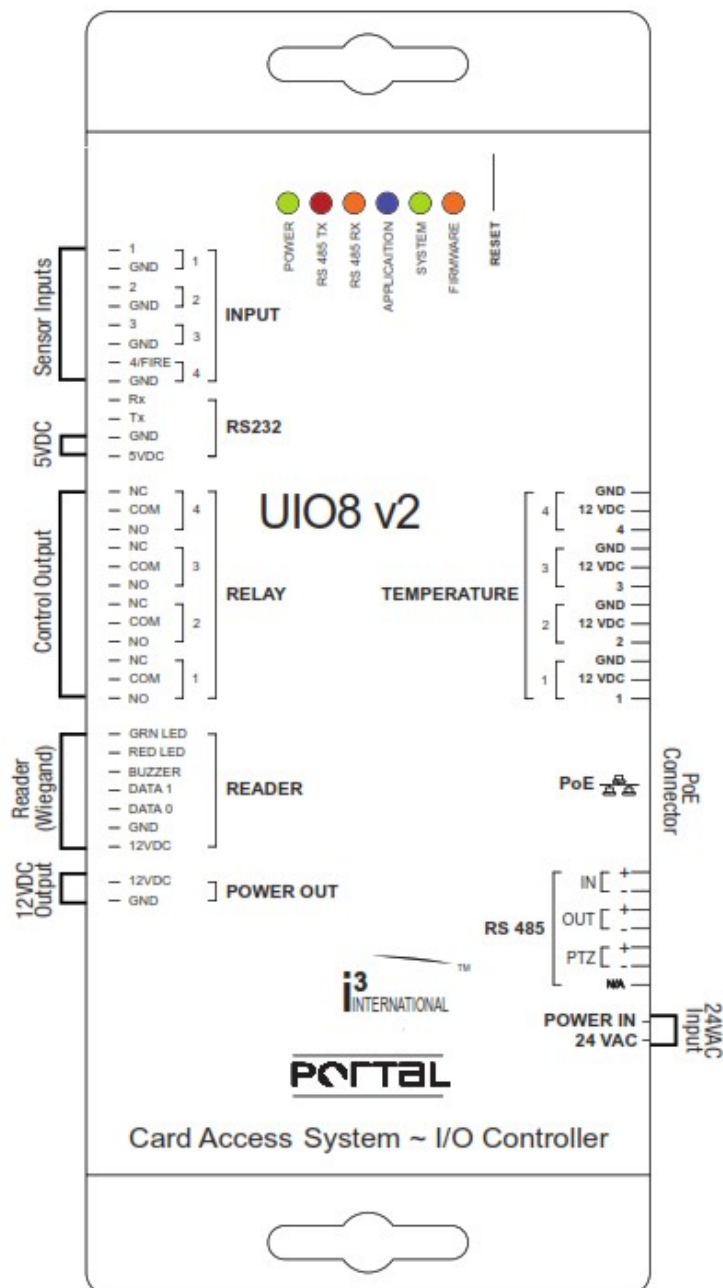 POWER
RS 485 TX
RS 485 RX
APPLICAITION
SYSTEM
FIRMWARE
RESET
Sensor Inputs
1
GND
1
2
GND
2
3
GND
3
4/FIRE
GND
4
INPUT
5VDC
Rx
Tx
GND
5VDC
RS232
UIO8 v2
Control Output
NC
COM
NO
4
NC
COM
NO
3
NC
COM
NO
2
NC
COM
NO
1
RELAY
TEMPERATURE
4
GND
12 VDC
4
3
GND
12 VDC
3
2
GND
12 VDC
2
1
GND
12 VDC
1
Reader
(Wiegand)
GRN LED
RED LED
BUZZER
DATA 1
DATA 0
GND
12VDC
READER
PoE
PoE
Connector
12VDC
Output
12VDC
GND
POWER OUT
RS 485
IN
+
-
OUT
+
-
PTZ
+
-
N/A
i3
INTERNATIONAL
TM
POWER IN
24 VAC
24VAC
Input
PORTAL
Card Access System ~ I/O Controller